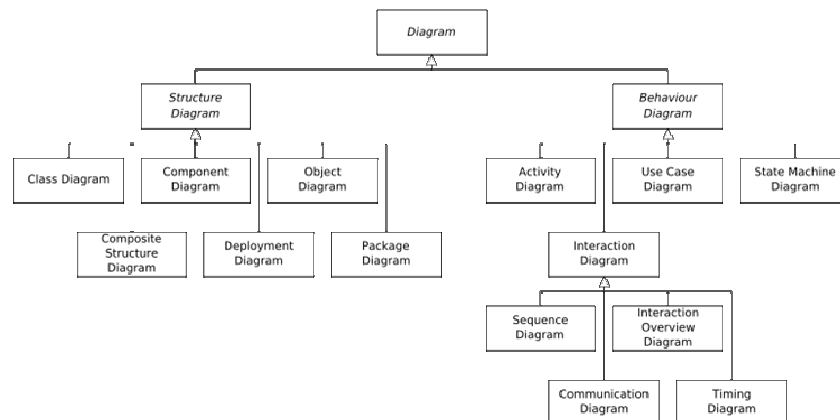 Diagram
Structure
Diagram
Behaviour
Diagram
Class Diagram
Component
Diagram
Object
Diagram
Activity
Diagram
Use Case
Diagram
State Machine
Diagram
Composite
Structure
Diagram
Deployment
Diagram
Package
Diagram
Interaction
Diagram
Sequence
Diagram
Interaction
Overview
Diagram
Communication
Diagram
Timing
Diagram